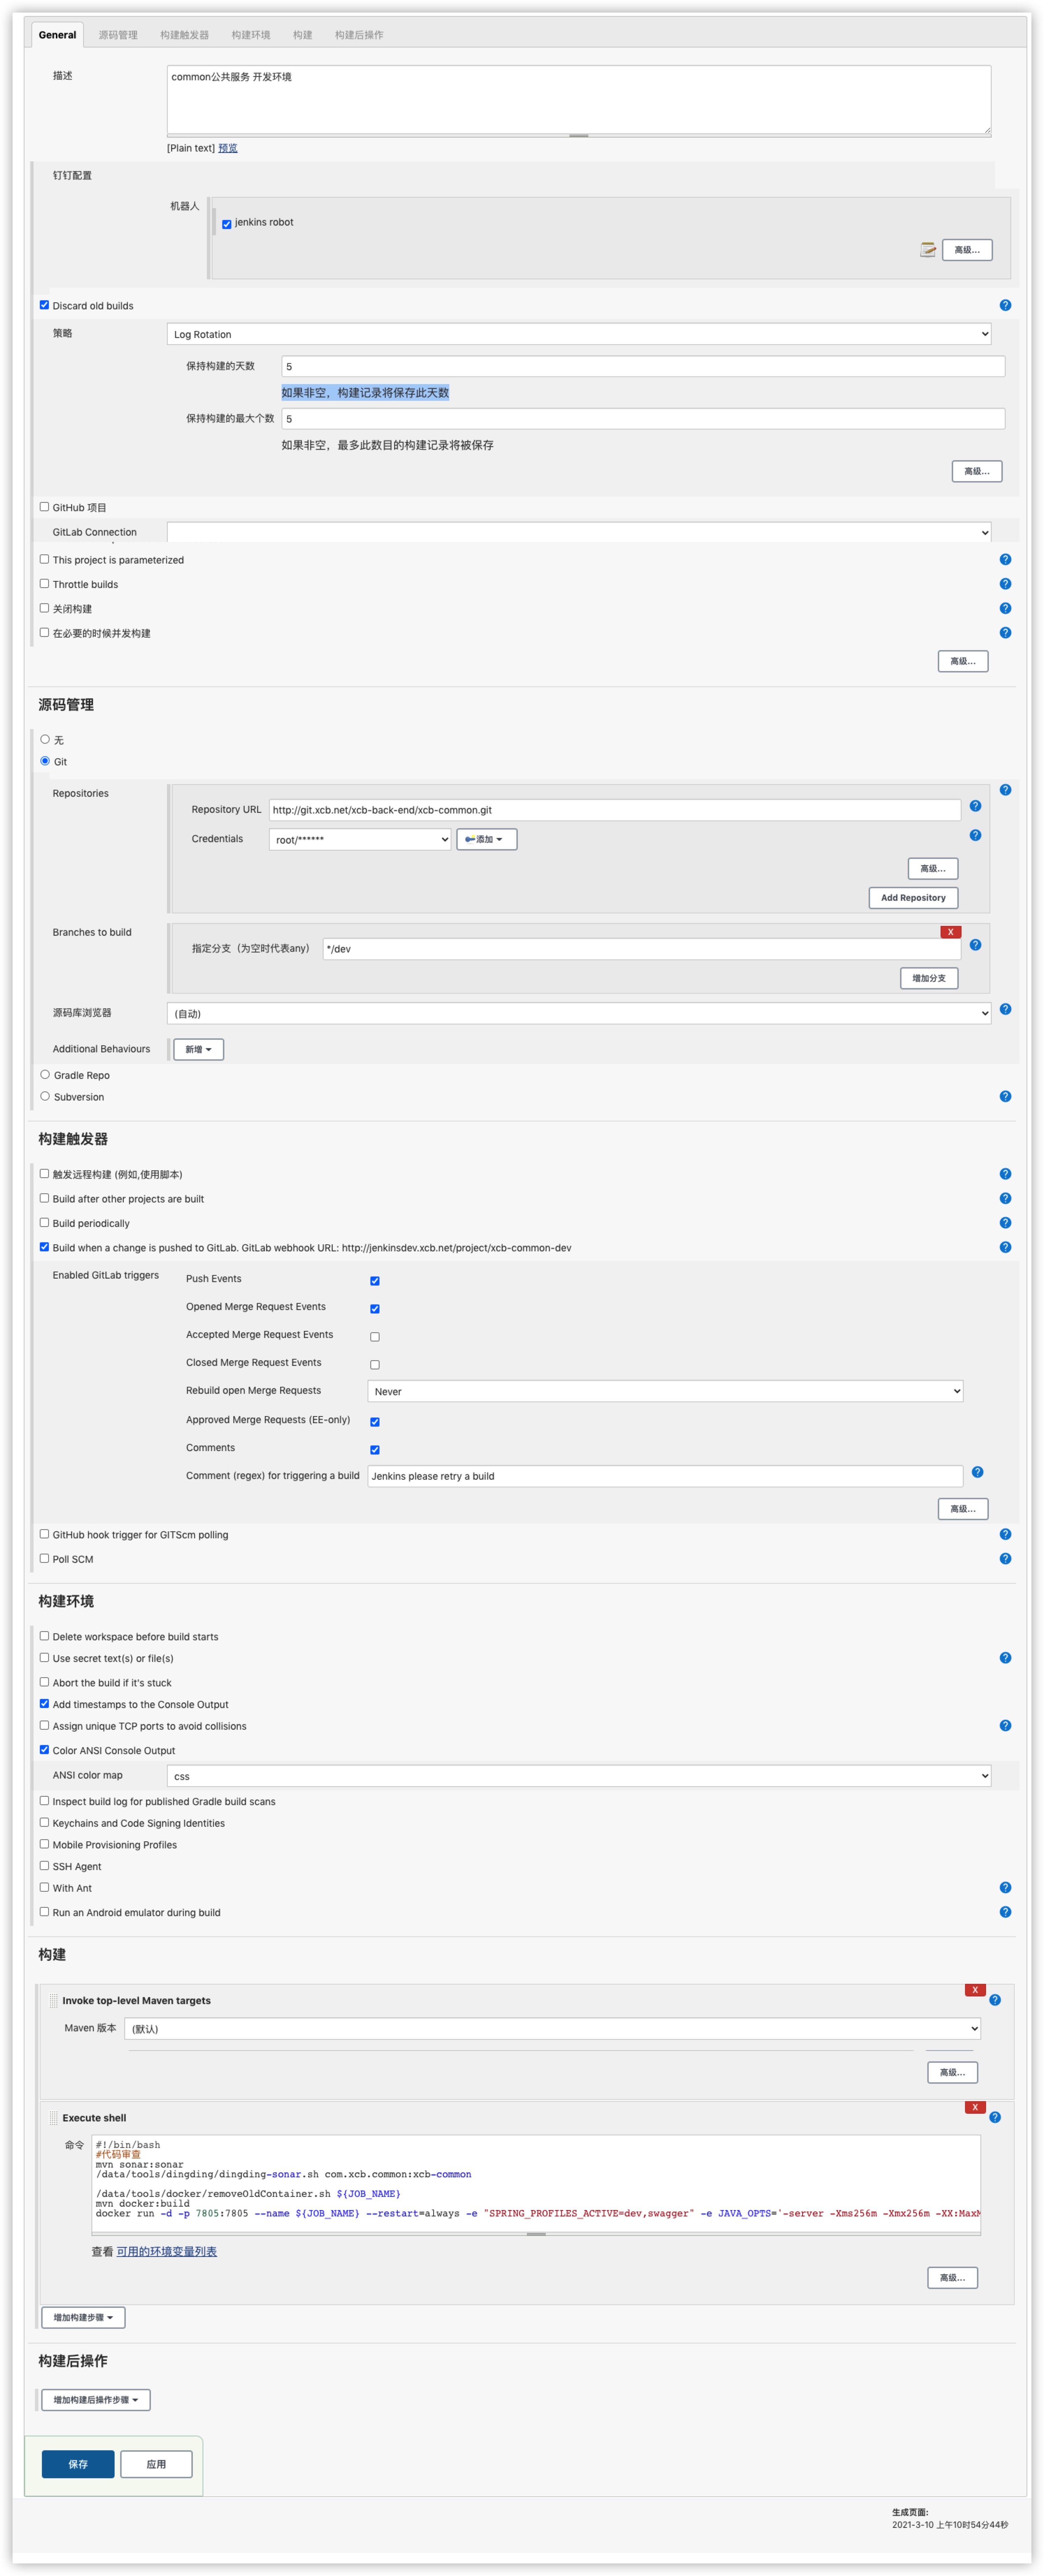 General 源码管理 构建触发器 构建环境 构建 构建后操作
描述
common公共服务 开发环境
[Plain text] 预览
钉钉配置
机器人
jenkins robot
高级...
Discard old builds
策略
Log Rotation
保持构建的天数
5
如果非空，构建记录将保存此天数
保持构建的最大个数
5
如果非空，最多此数目的构建记录将被保存
高级...
GitHub 项目
GitLab Connection
This project is parameterized
Throttle builds
关闭构建
在必要的时候并发构建
高级...
源码管理
无
Git
Repositories
Repository URL http://git.xcb.net/xcb-back-end/xcb-common.git
Credentials root/****** 添加
高级...
Add Repository
Branches to build
X
指定分支（为空时代表any） */dev
增加分支
源码库浏览器 (自动)
Additional Behaviours 新增
Gradle Repo
Subversion
构建触发器
触发远程构建 (例如,使用脚本)
Build after other projects are built
Build periodically
Build when a change is pushed to GitLab. GitLab webhook URL: http://jenkinsdev.xcb.net/project/xcb-common-dev
Enabled GitLab triggers
Push Events
Opened Merge Request Events
Accepted Merge Request Events
Closed Merge Request Events
Rebuild open Merge Requests Never
Approved Merge Requests (EE-only)
Comments
Comment (regex) for triggering a build Jenkins please retry a build
高级...
GitHub hook trigger for GITScm polling
Poll SCM
构建环境
Delete workspace before build starts
Use secret text(s) or file(s)
Abort the build if it's stuck
Add timestamps to the Console Output
Assign unique TCP ports to avoid collisions
Color ANSI Console Output
ANSI color map css
Inspect build log for published Gradle build scans
Keychains and Code Signing Identities
Mobile Provisioning Profiles
SSH Agent
With Ant
Run an Android emulator during build
构建
X
Invoke top-level Maven targets
Maven 版本 (默认)
高级...
X
Execute shell
命令
#!/bin/bash
#代码审查
mvn sonar:sonar
/data/tools/dingding/dingding-sonar.sh com.xcb.common:xcb-common
/data/tools/docker/removeOldContainer.sh ${JOB_NAME}
mvn docker:build
docker run -d -p 7805:7805 --name ${JOB_NAME} --restart=always -e "SPRING_PROFILES_ACTIVE=dev,swagger" -e JAVA_OPTS='-server -Xms256m -Xmx256m -XX:Max
查看 可用的环境变量列表
高级...
增加构建步骤
构建后操作
增加构建后操作步骤
保存 应用
生成页面:
2021-3-10 上午10时54分44秒